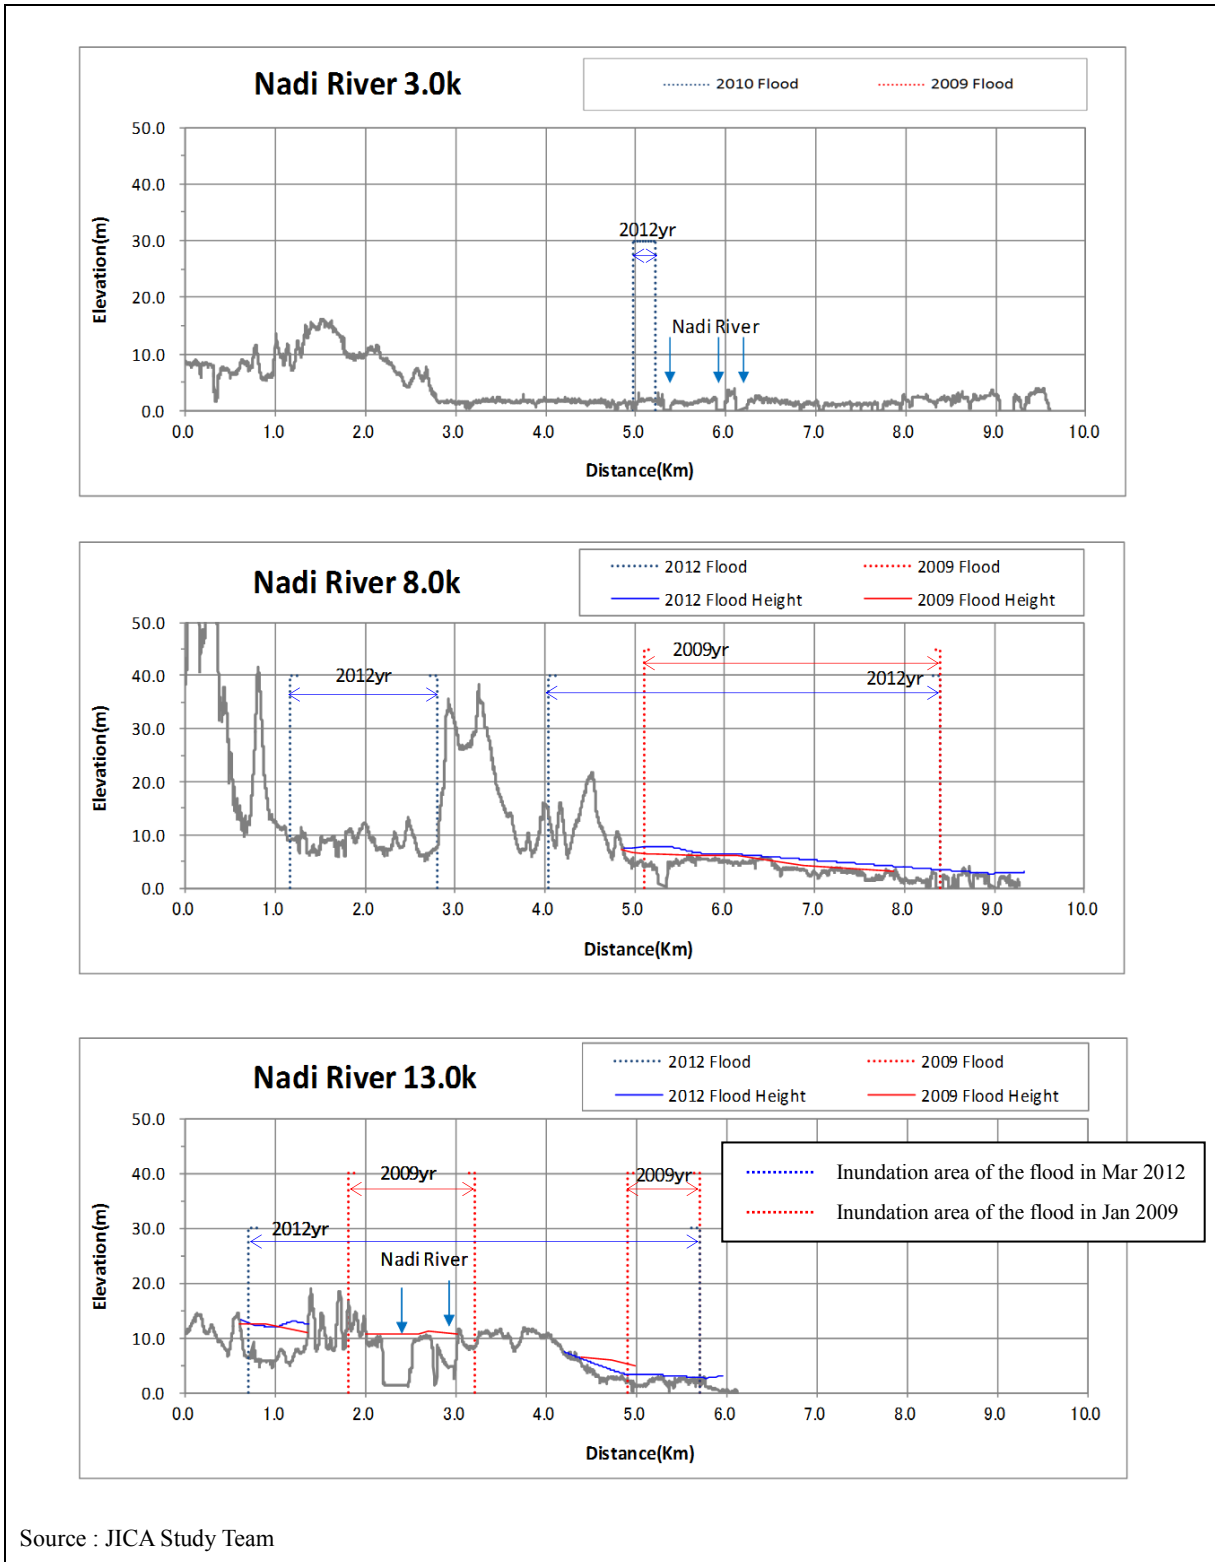 Nadi River 3.0k
2010 Flood 2009 Flood
50.0
40.0
30.0
20.0
10.0
0.0
Elevation(m)
2012yr
Nadi River
0.0 1.0 2.0 3.0 4.0 5.0 6.0 7.0 8.0 9.0 10.0
Distance(Km)
Nadi River 8.0k
2012 Flood 2009 Flood
2012 Flood Height 2009 Flood Height
50.0
40.0
30.0
20.0
10.0
0.0
Elevation(m)
2009yr
2012yr
2012yr
0.0 1.0 2.0 3.0 4.0 5.0 6.0 7.0 8.0 9.0 10.0
Distance(Km)
Nadi River 13.0k
2012 Flood 2009 Flood
2012 Flood Height 2009 Flood Height
50.0
40.0
30.0
20.0
10.0
0.0
Elevation(m)
Inundation area of the flood in Mar 2012
Inundation area of the flood in Jan 2009
2009yr 2009yr
2012yr
Nadi River
0.0 1.0 2.0 3.0 4.0 5.0 6.0 7.0 8.0 9.0 10.0
Distance(Km)
Source : JICA Study Team